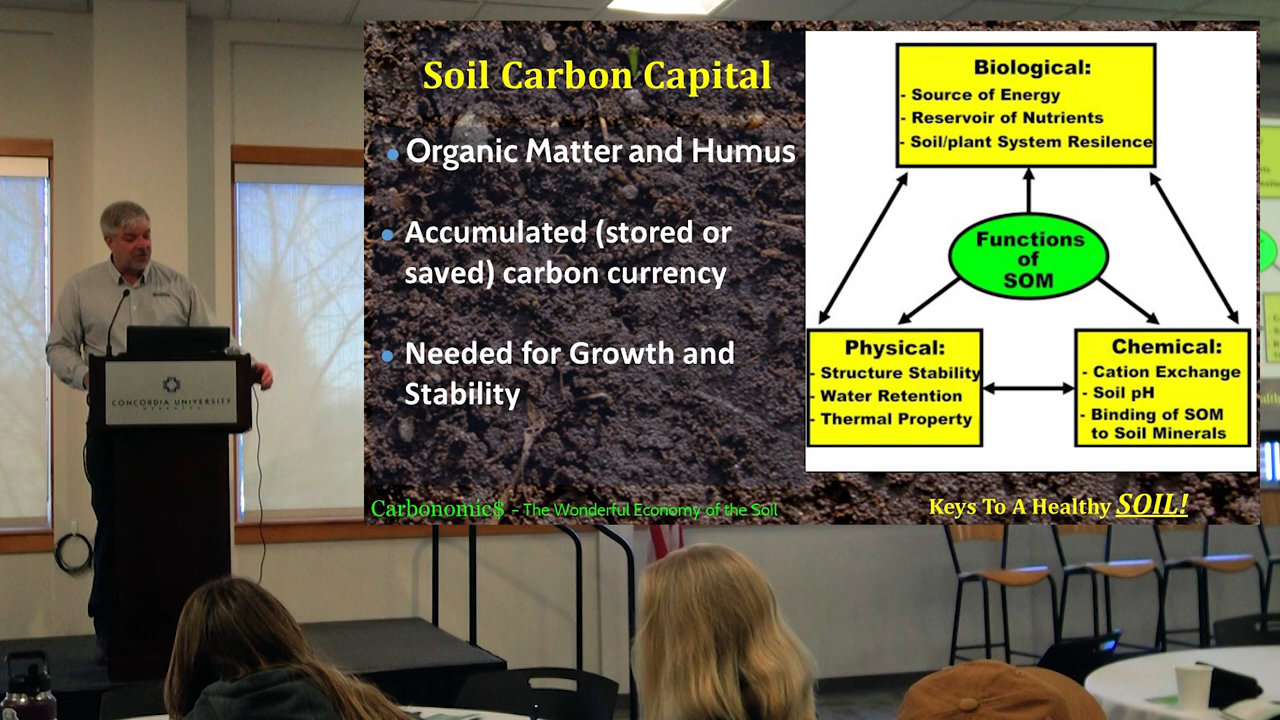 Soil Carbon Capital
Organic Matter and Humus
Accumulated (stored or
saved) carbon currency
Needed for Growth and
Stability
Biological:
- Source of Energy
- Reservoir of Nutrients
- Soil/plant System Resilence
Functions
of
SOM
Physical:
- Structure Stability
- Water Retention
- Thermal Property
Chemical:
- Cation Exchange
- Soil pH
- Binding of SOM
to Soil Minerals
Carbonomic$ - The Wonderful Economy of the Soil
Keys To A Healthy SOIL!
CONCORDIA UNIVERSITY
NEBRASKA